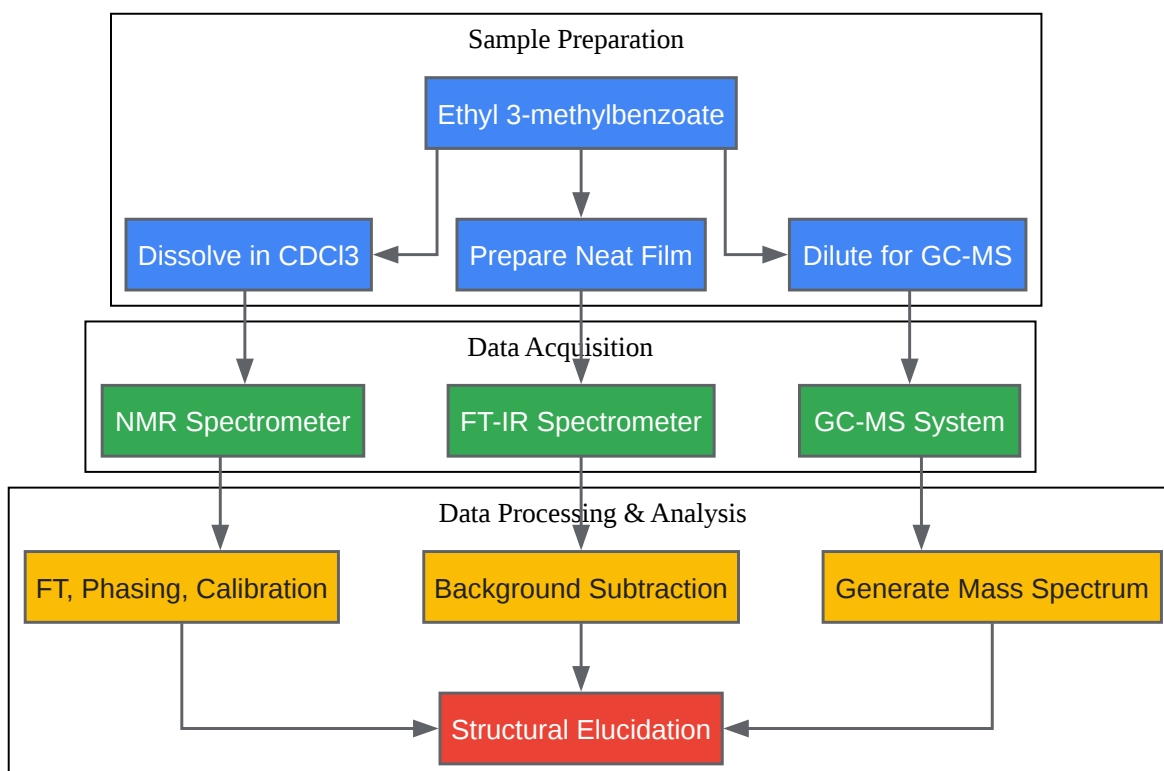 Sample Preparation
Ethyl 3-methylbenzoate
Dissolve in CDCl3
Prepare Neat Film
Dilute for GC-MS
Data Acquisition
NMR Spectrometer
FT-IR Spectrometer
GC-MS System
Data Processing & Analysis
FT, Phasing, Calibration
Background Subtraction
Generate Mass Spectrum
Structural Elucidation